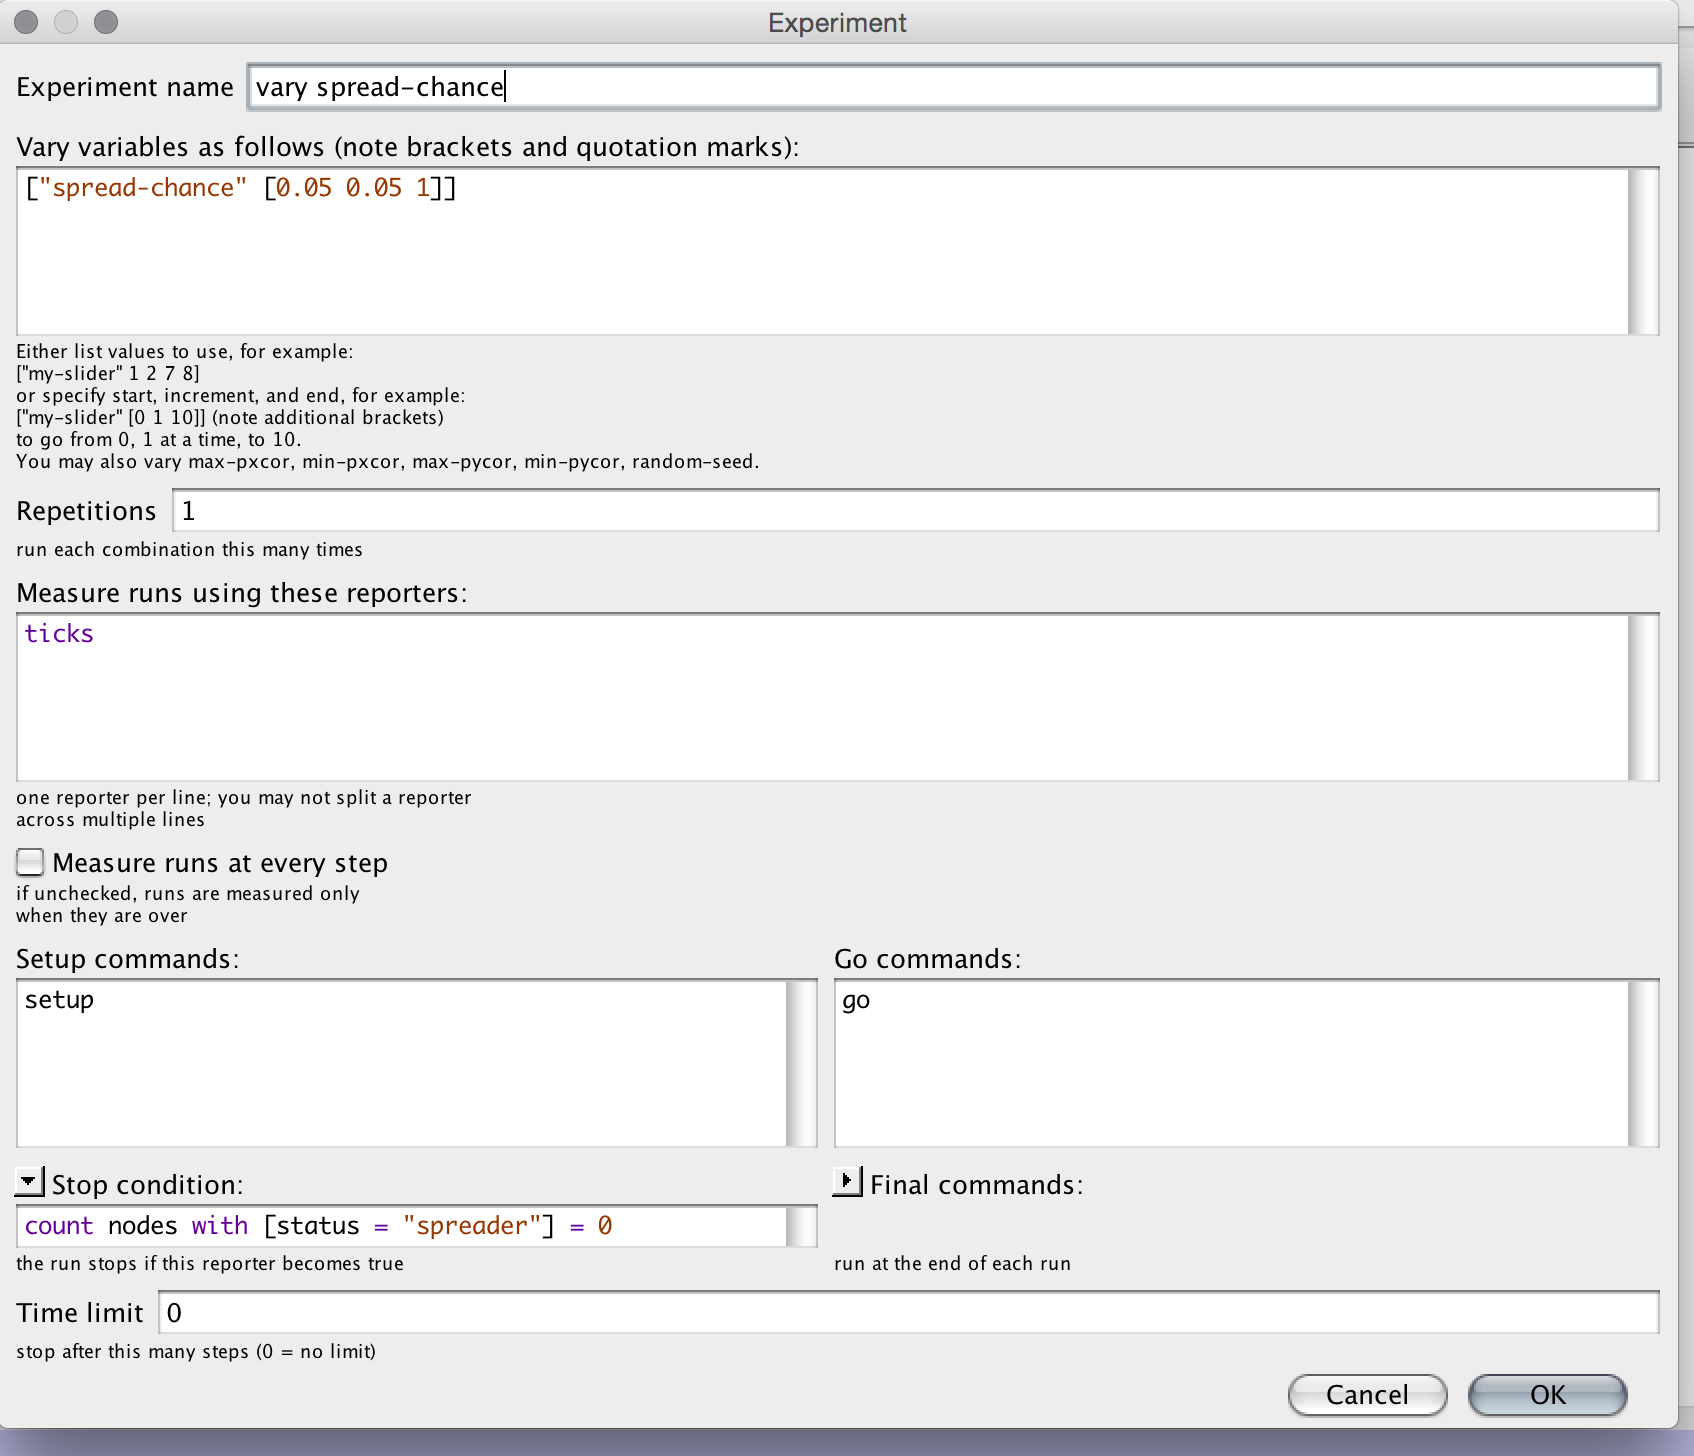 Experiment
Experiment name vary spread-chance
Vary variables as follows (note brackets and quotation marks):
["spread-chance" [0.05 0.05 1]]
Either list values to use, for example:
["my-slider" 1 2 7 8]
or specify start, increment, and end, for example:
["my-slider" [0 1 10]] (note additional brackets)
to go from 0, 1 at a time, to 10.
You may also vary max-pxcor, min-pxcor, max-pycor, min-pycor, random-seed.
Repetitions 1
run each combination this many times
Measure runs using these reporters:
ticks
one reporter per line; you may not split a reporter
across multiple lines
Measure runs at every step
if unchecked, runs are measured only
when they are over
Setup commands:
setup
Go commands:
go
Stop condition:
count nodes with [status = "spreader"] = 0
the run stops if this reporter becomes true
Final commands:
run at the end of each run
Time limit 0
stop after this many steps (0 = no limit)
Cancel OK